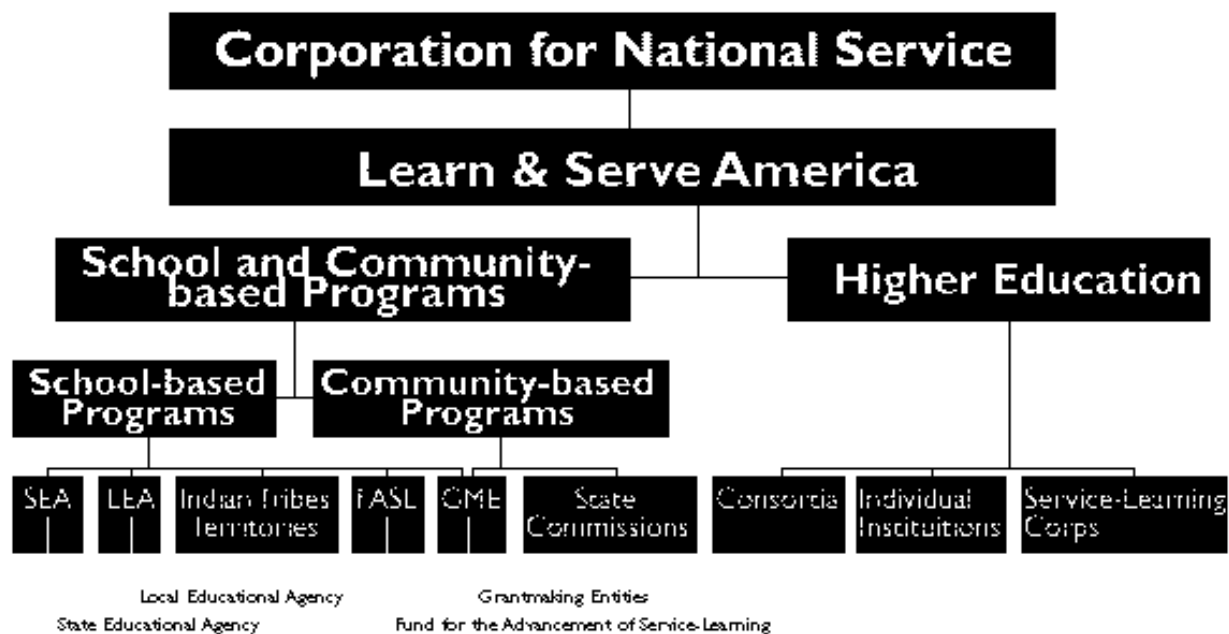 Corporation for National Service
Learn & Serve America
School and Community-
based Programs
Higher Education
School-based
Programs
Community-based
Programs
SEA
LEA
Indian Tribes
Territories
FASL
GME
State
Commissions
Consortia
Individual
Instituitions
Service-Learning
Corps
Local Educational Agency
Grantmaking Entities
State Educational Agency
Fund for the Advancement of Service-Learning